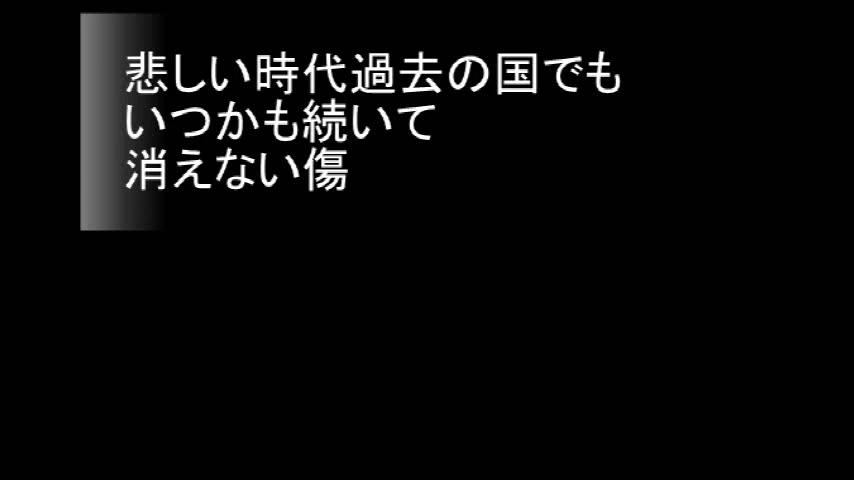 悲しい時代過去の国でも
いつかも続いて
消えない傷